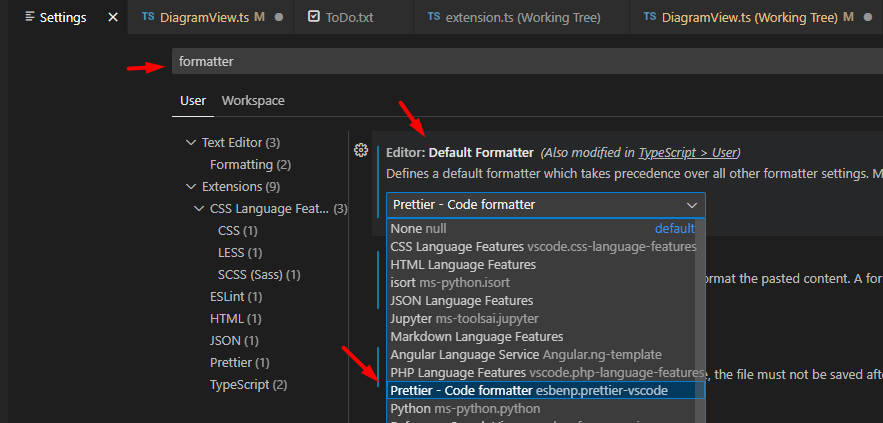 Settings
DiagramView.ts M
ToDo.txt
extension.ts (Working Tree)
DiagramView.ts (Working Tree) M
formatter
User
Workspace
Text Editor (3)
Formatting (2)
Extensions (9)
CSS Language Feat... (3)
CSS (1)
LESS (1)
SCSS (Sass) (1)
ESLint (1)
HTML (1)
JSON (1)
Prettier (1)
TypeScript (2)
Editor: Default Formatter (Also modified in TypeScript > User)
Defines a default formatter which takes precedence over all other formatter settings. M
Prettier - Code formatter
None null default
CSS Language Features vscode.css-language-features
HTML Language Features
isort ms-python.isort
JSON Language Features
ormat the pasted content. A for
Jupyter ms-toolsai.jupyter
Markdown Language Features
Angular Language Service Angular.ng-template
PHP Language Features vscode.php-language-features
, the file must not be saved afte
Prettier - Code formatter esbenp.prettier-vscode
Python ms-python.python